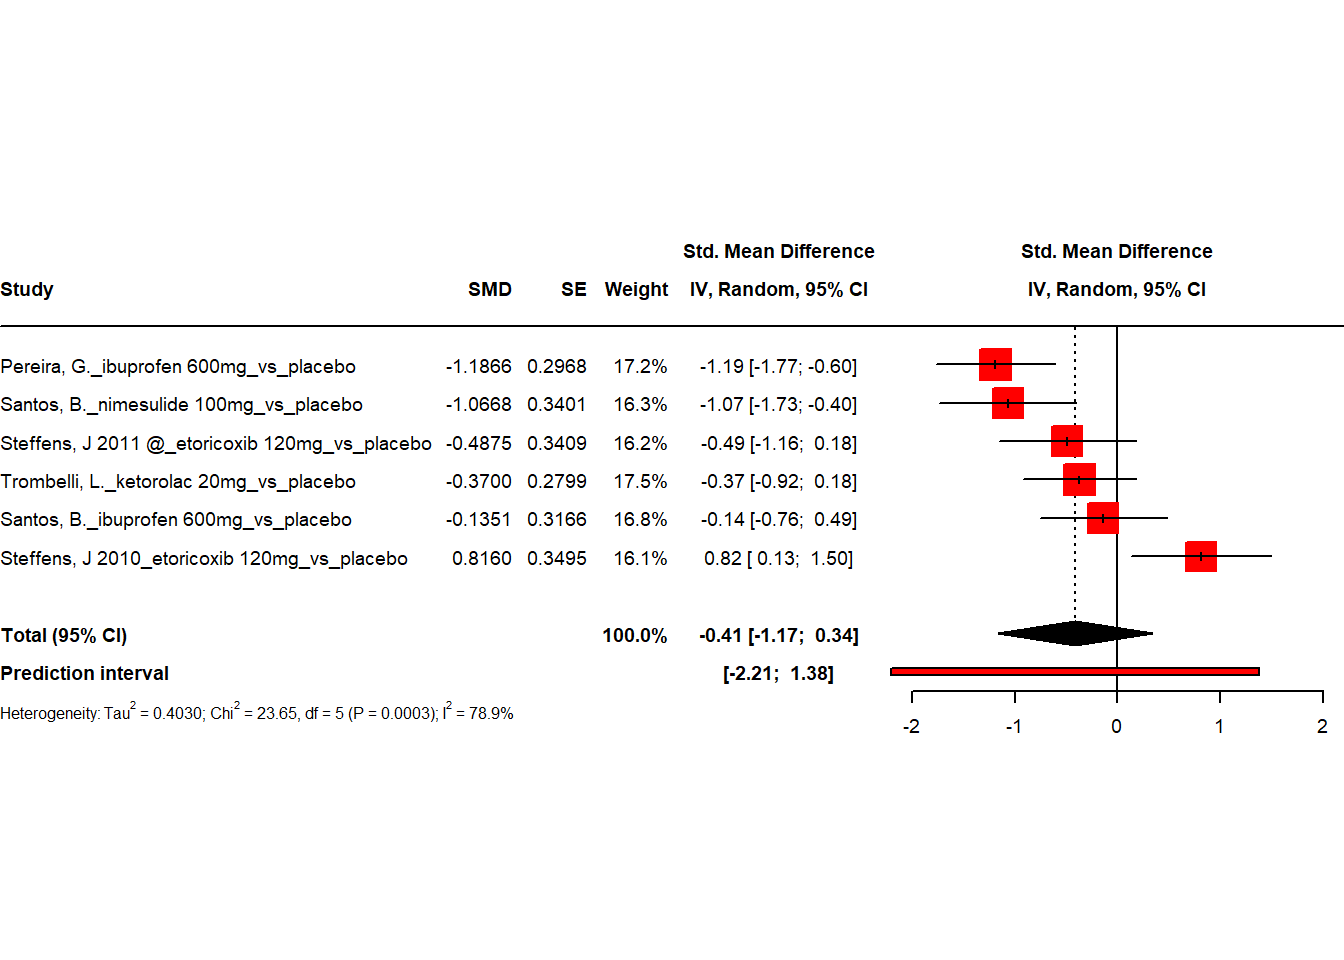 Std. Mean Difference Std. Mean Difference
Study SMD SE Weight IV, Random, 95% CI IV, Random, 95% CI
Pereira, G._ibuprofen 600mg_vs_placebo -1.1866 0.2968 17.2% -1.19 [-1.77; -0.60]
Santos, B._nimesulide 100mg_vs_placebo -1.0668 0.3401 16.3% -1.07 [-1.73; -0.40]
Steffens, J 2011 @_etoricoxib 120mg_vs_placebo -0.4875 0.3409 16.2% -0.49 [-1.16; 0.18]
Trombelli, L._ketorolac 20mg_vs_placebo -0.3700 0.2799 17.5% -0.37 [-0.92; 0.18]
Santos, B._ibuprofen 600mg_vs_placebo -0.1351 0.3166 16.8% -0.14 [-0.76; 0.49]
Steffens, J 2010_etoricoxib 120mg_vs_placebo 0.8160 0.3495 16.1% 0.82 [ 0.13; 1.50]
Total (95% CI) 100.0% -0.41 [-1.17; 0.34]
Prediction interval [-2.21; 1.38]
Heterogeneity: Tau² = 0.4030; Chi² = 23.65, df = 5 (P = 0.0003); I² = 78.9%
-2 -1 0 1 2